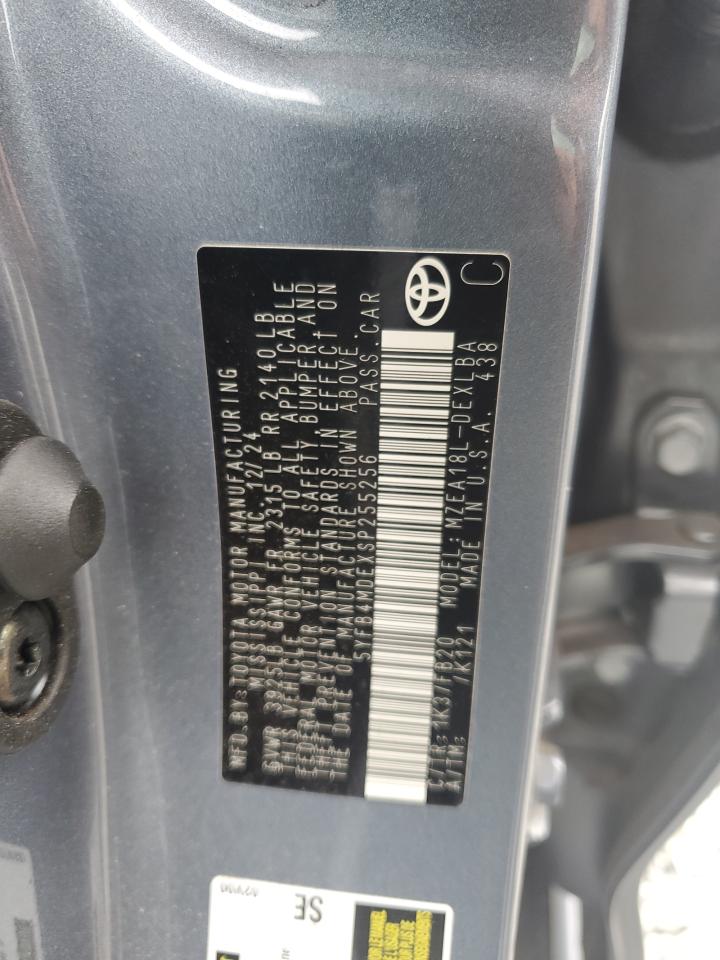 MFD.BY:TOYOTA MOTOR MANUFACTURING
MISSISSIPPI, INC. 12/24
GVWR 3925LB GAWR FR 2315LB RR 2140LB
THIS VEHICLE CONFORMS TO ALL APPLICABLE
FEDERAL MOTOR VEHICLE SAFETY BUMPER AND
THEFT PREVENTION STANDARDS IN EFFECT ON
THE DATE OF MANUFACTURE SHOWN ABOVE.
5YFB4MDEXSP255256 PASS.CAR
C/TR: 1K3/FB20 MODEL:MZEA18L-DEXLBA
A/TM: /K121 MADE IN U.S.A. 438
C
SE